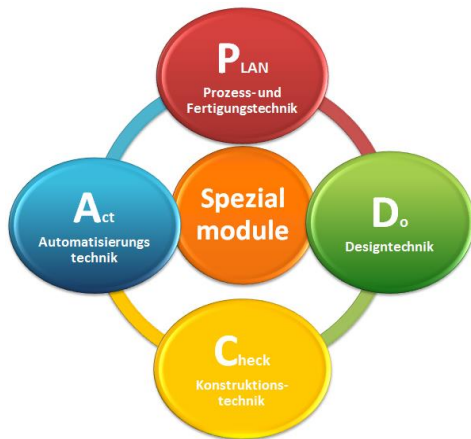 PLAN
Prozess- und
Fertigungstechnik
Act
Automatisierungs
technik
Spezial
module
Do
Designtechnik
Check
Konstruktions-
technik